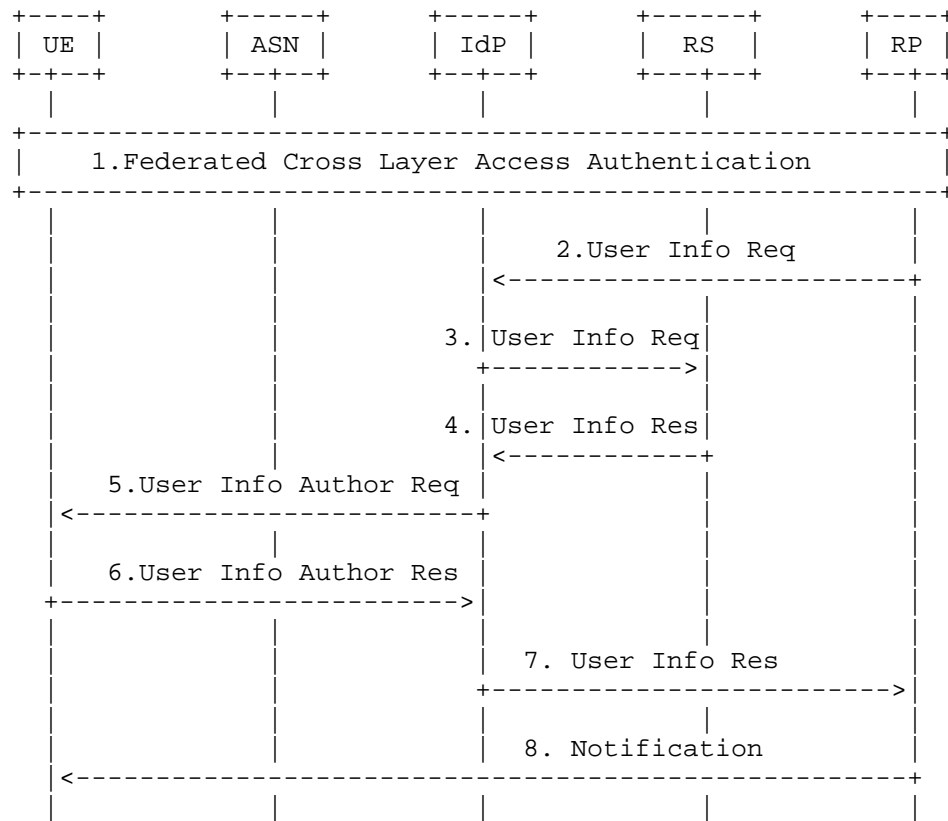 UE ASN IdP RS RP
1.Federated Cross Layer Access Authentication
2.User Info Req
3. User Info Req
4. User Info Res
5.User Info Author Req
6.User Info Author Res
7. User Info Res
8. Notification